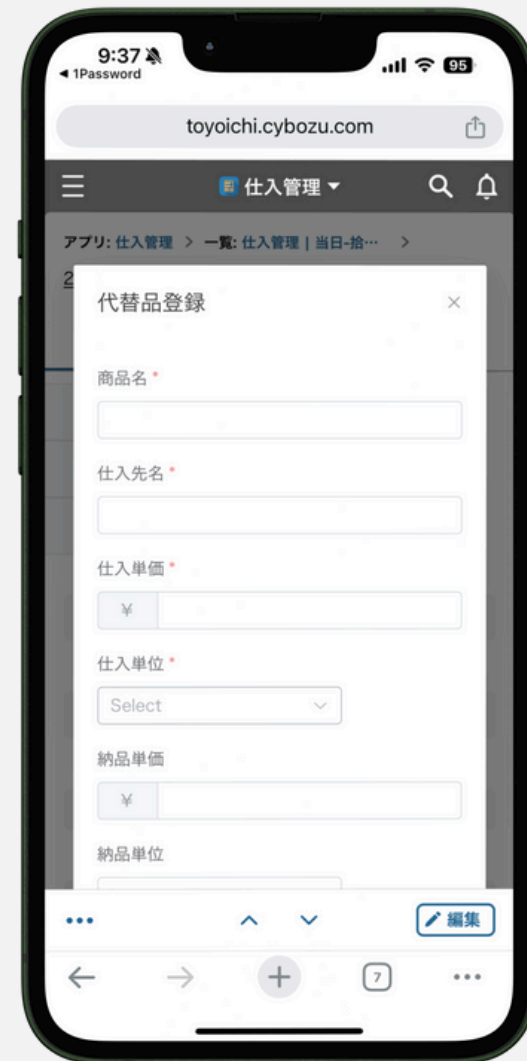 9:37
95
◀ 1Password
toyoichi.cybozu.com
仕入管理 ▼
アプリ: 仕入管理 > 一覧: 仕入管理 | 当日-拾… >
2
代替品登録
×
商品名 *
仕入先名 *
仕入単価 *
¥
仕入単位 *
Select
納品単価
¥
納品単位
編集
7